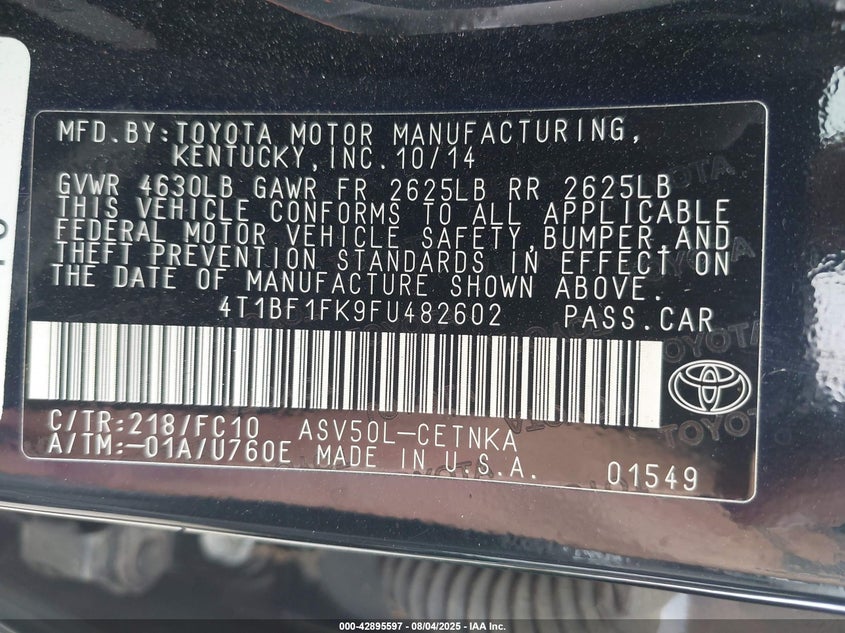 MFD.BY:TOYOTA MOTOR MANUFACTURING,
KENTUCKY,INC.10/14
GVWR 4630LB GAWR FR 2625LB RR 2625LB
THIS VEHICLE CONFORMS TO ALL APPLICABLE
FEDERAL MOTOR VEHICLE SAFETY,BUMPER,AND
THEFT PREVENTION STANDARDS IN EFFECT ON
THE DATE OF MANUFACTURE SHOWN ABOVE.
4T1BF1FK9FU482602 PASS.CAR
C/TR:218/FC10 ASV50L-CETNKA
A/TM:-01A/U760E MADE IN U.S.A. 01549
TOYOTA
000-42895597 - 08/04/2025 - IAA Inc.